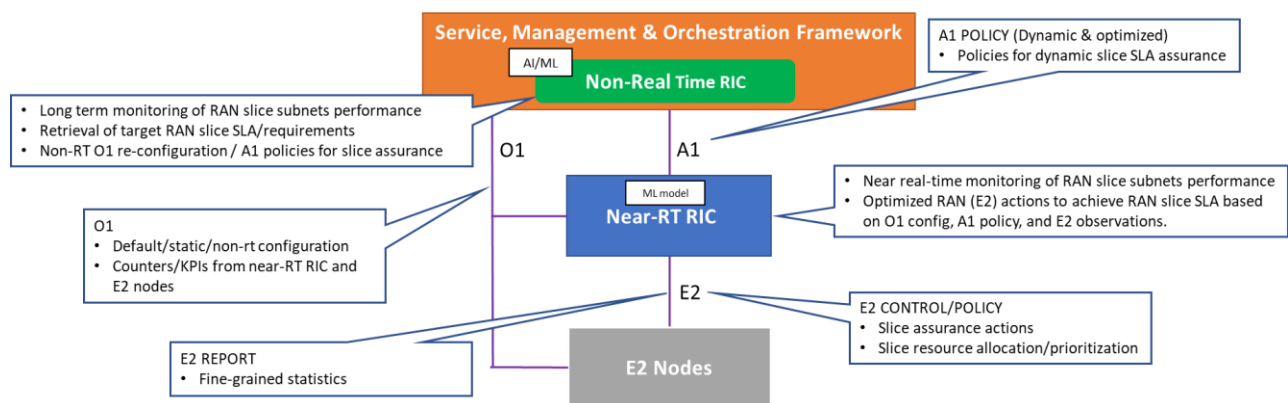 Service, Management & Orchestration Framework
AI/ML
Non-Real Time RIC
A1 POLICY (Dynamic & optimized)
• Policies for dynamic slice SLA assurance
• Long term monitoring of RAN slice subnets performance
• Retrieval of target RAN slice SLA/requirements
• Non-RT O1 re-configuration / A1 policies for slice assurance
O1
A1
ML model
Near-RT RIC
• Near real-time monitoring of RAN slice subnets performance
• Optimized RAN (E2) actions to achieve RAN slice SLA based
on O1 config, A1 policy, and E2 observations.
O1
• Default/static/non-rt configuration
• Counters/KPIs from near-RT RIC and
E2 nodes
E2
E2 CONTROL/POLICY
• Slice assurance actions
• Slice resource allocation/prioritization
E2 REPORT
• Fine-grained statistics
E2 Nodes